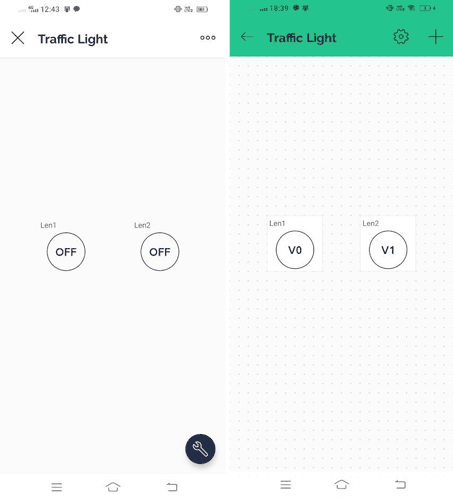 12:43
Traffic Light
Len1
Len2
OFF
OFF
18:39
Traffic Light
Len1
Len2
V0
V1